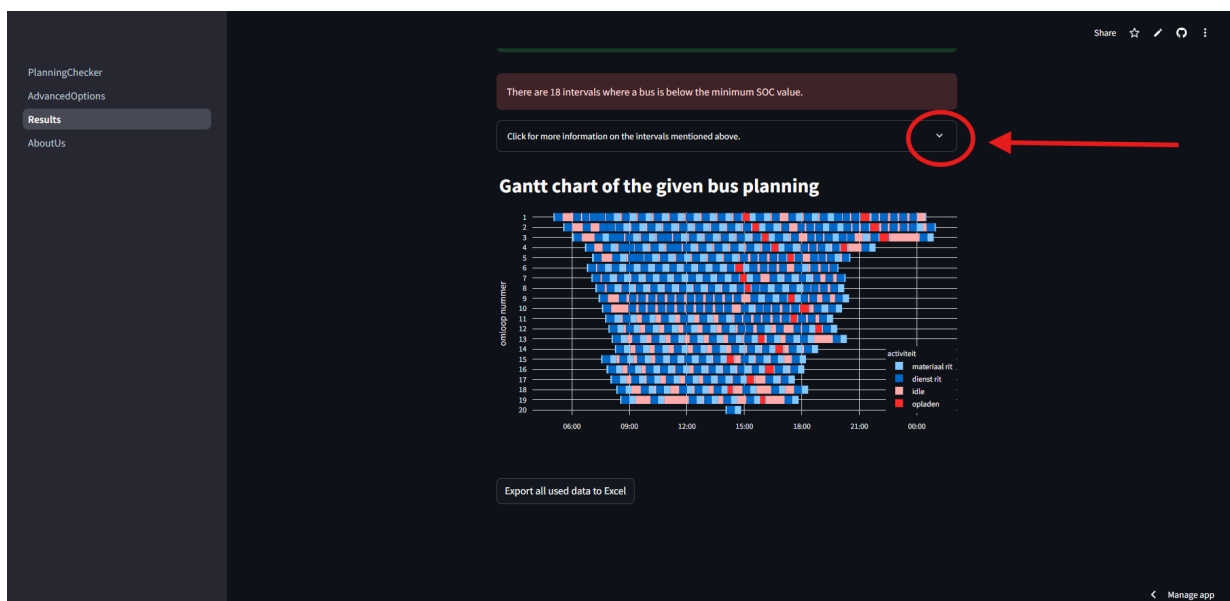 Share
PlanningChecker
AdvancedOptions
Results
AboutUs
There are 18 intervals where a bus is below the minimum SOC value.
Click for more information on the intervals mentioned above.
Gantt chart of the given bus planning
omloop nummer
1
2
3
4
5
6
7
8
9
10
11
12
13
14
15
16
17
18
19
20
activiteit
materiaal rit
dienst rit
idle
opladen
06:00 09:00 12:00 15:00 18:00 21:00 00:00
Export all used data to Excel
Manage app